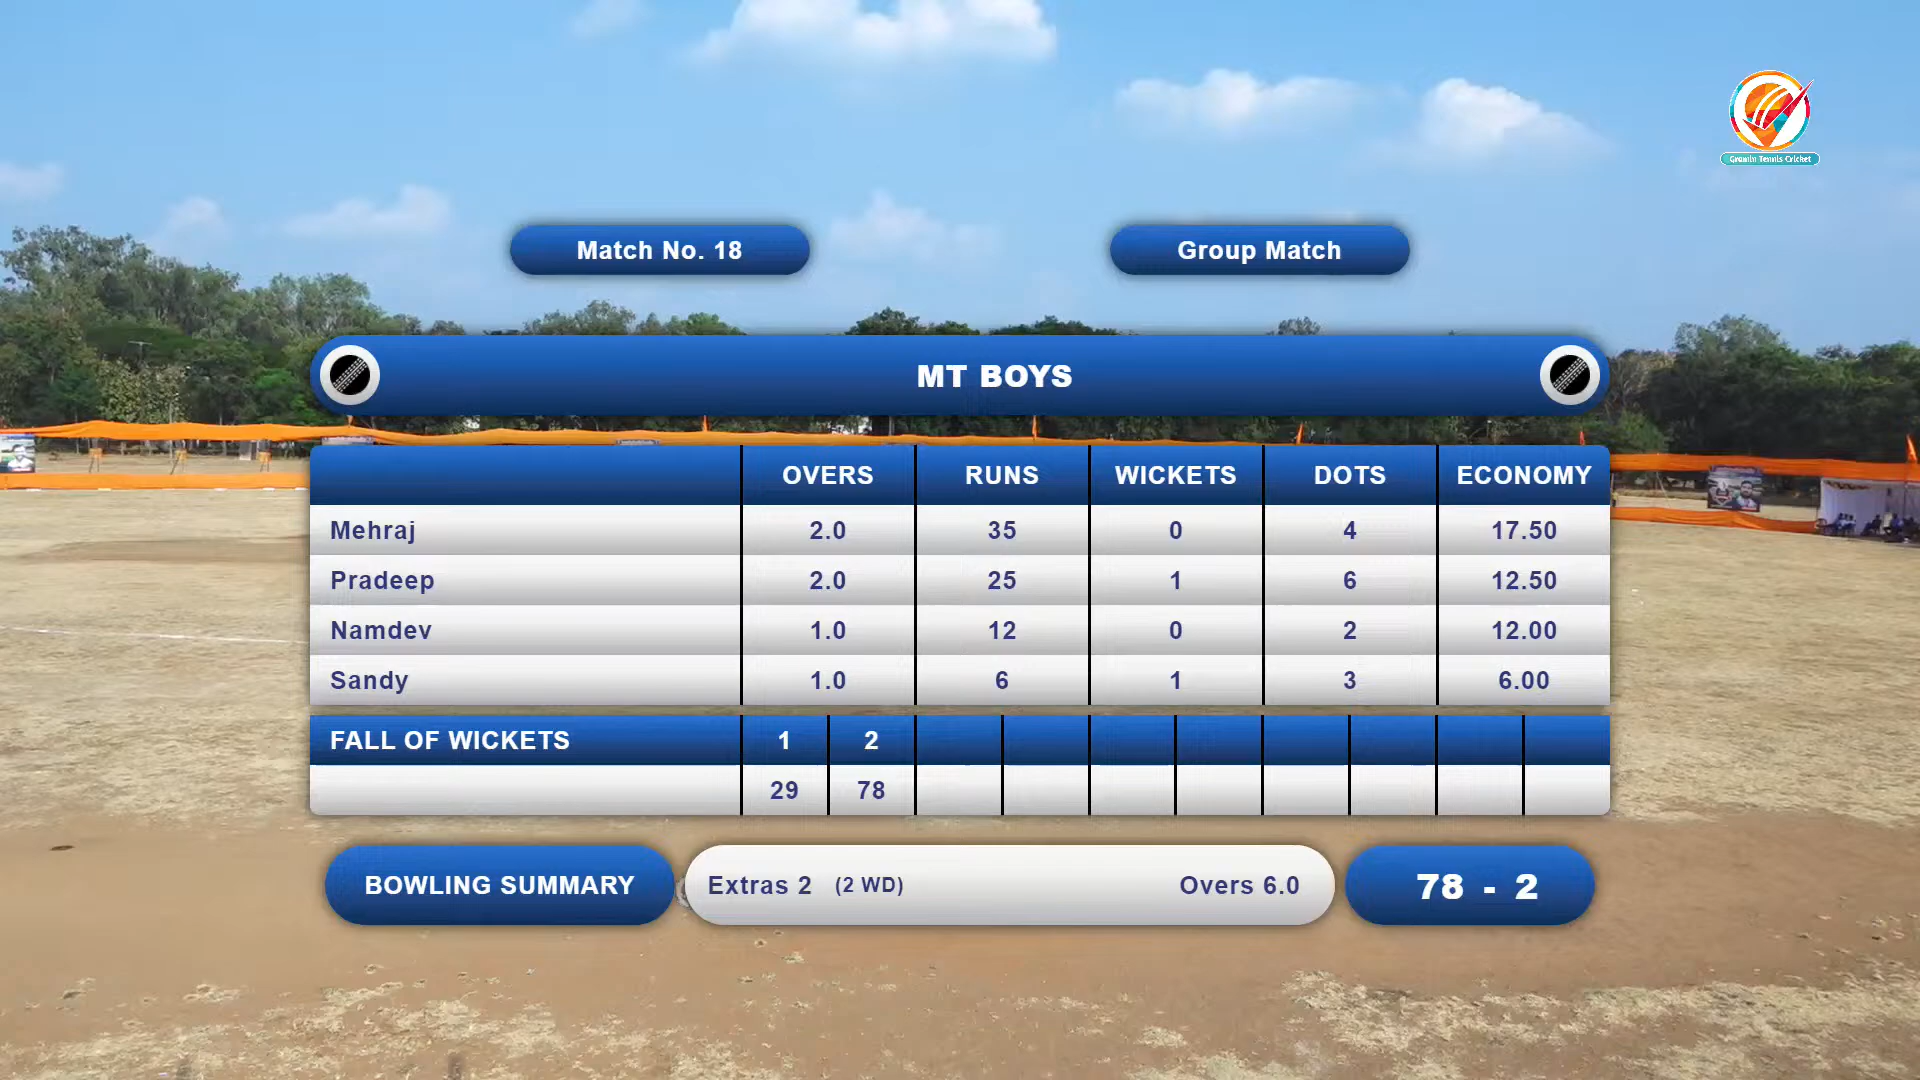 Gramin Tennis Cricket
Match No. 18
Group Match
MT BOYS
OVERS RUNS WICKETS DOTS ECONOMY
Mehraj 2.0 35 0 4 17.50
Pradeep 2.0 25 1 6 12.50
Namdev 1.0 12 0 2 12.00
Sandy 1.0 6 1 3 6.00
FALL OF WICKETS 1 2
29 78
BOWLING SUMMARY Extras 2 (2 WD) Overs 6.0 78 - 2